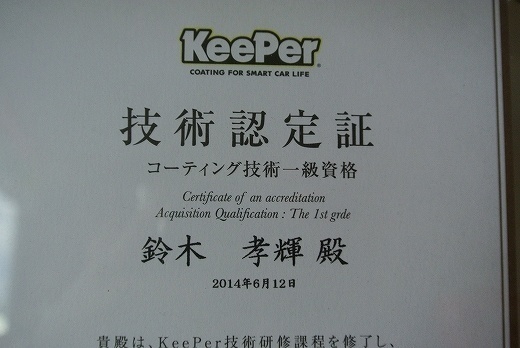 KeePer®
COATING FOR SMART CAR LIFE
技術認定証
コーティング技術一級資格
Certificate of an accreditation
Acquisition Qualification : The 1st grde
鈴木 孝輝 殿
2014年6月12日
貴殿は、KeePer技術研修課程を修了し、